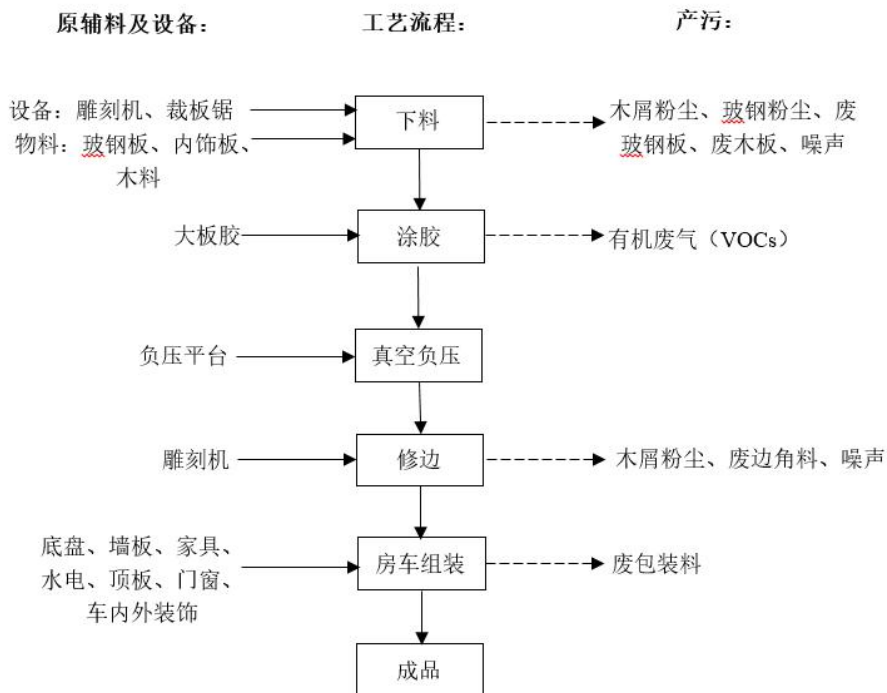 原辅料及设备： 工艺流程： 产污：
设备：雕刻机、裁板锯
物料：玻钢板、内饰板、
木料
下料
木屑粉尘、玻钢粉尘、废
玻钢板、废木板、噪声
大板胶
涂胶
有机废气（VOCs）
负压平台
真空负压
雕刻机
修边
木屑粉尘、废边角料、噪声
底盘、墙板、家具、
水电、顶板、门窗、
车内外装饰
房车组装
废包装料
成品